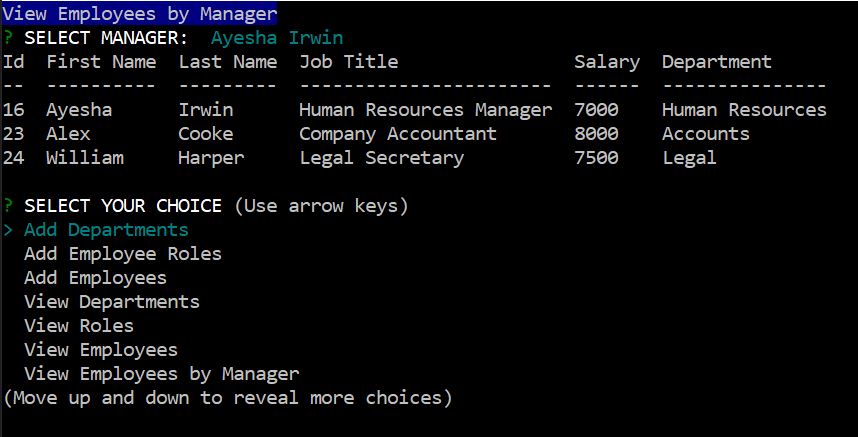 View Employees by Manager
? SELECT MANAGER:  Ayesha Irwin
Id  First Name  Last Name  Job Title                Salary  Department
--  ----------  ---------  -----------------------  ------  ---------------
16  Ayesha      Irwin      Human Resources Manager  7000    Human Resources
23  Alex        Cooke      Company Accountant       8000    Accounts
24  William     Harper     Legal Secretary          7500    Legal

? SELECT YOUR CHOICE (Use arrow keys)
> Add Departments
  Add Employee Roles
  Add Employees
  View Departments
  View Roles
  View Employees
  View Employees by Manager
(Move up and down to reveal more choices)